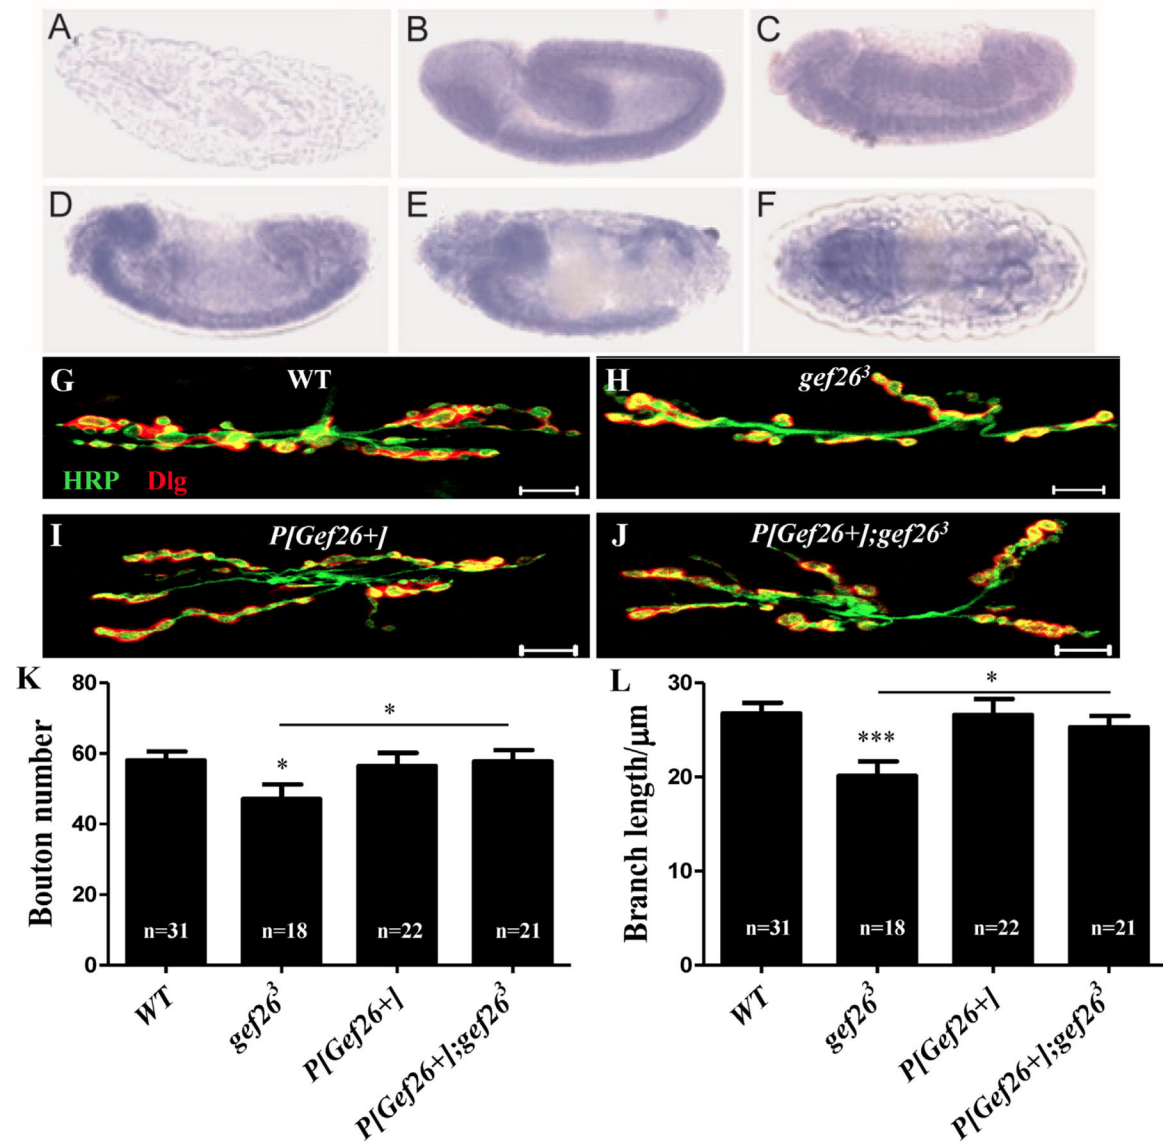 A
B
C
D
E
F
G WT
H gef26³
HRP Dlg
I P[Gef26+]
J P[Gef26+];gef26³
K
80
60
40
20
0
Bouton number
*
*
n=31
n=18
n=22
n=21
WT
gef26³
P[Gef26+]
P[Gef26+];gef26³
L
30
20
10
0
Branch length/μm
***
*
n=31
n=18
n=22
n=21
WT
gef26³
P[Gef26+]
P[Gef26+];gef26³